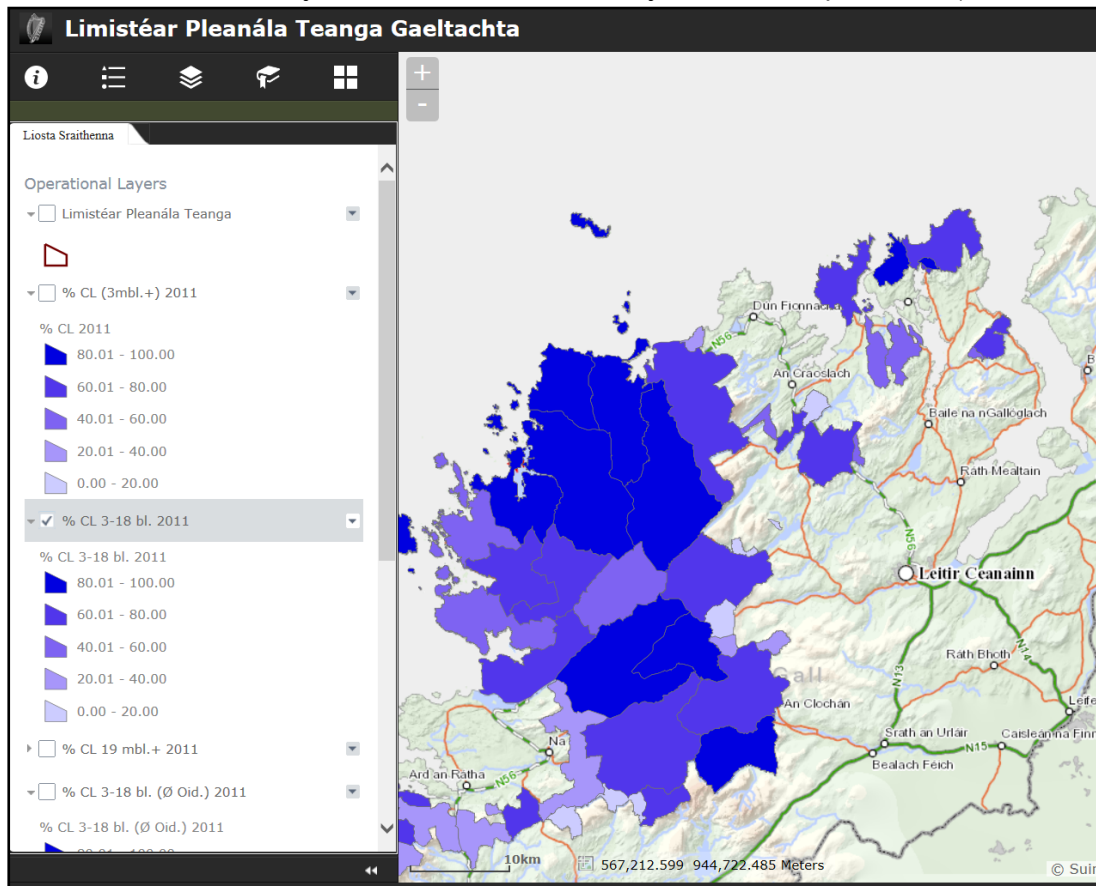 Limistéar Pleanála Teanga Gaeltachta
Liosta Sraithenna
Operational Layers
Limistéar Pleanála Teanga
% CL (3mbl.+) 2011
% CL 2011
80.01 - 100.00
60.01 - 80.00
40.01 - 60.00
20.01 - 40.00
0.00 - 20.00
% CL 3-18 bl. 2011
% CL 3-18 bl. 2011
80.01 - 100.00
60.01 - 80.00
40.01 - 60.00
20.01 - 40.00
0.00 - 20.00
% CL 19 mbl.+ 2011
% CL 3-18 bl. (Ø Oid.) 2011
% CL 3-18 bl. (Ø Oid.) 2011
+
-
Dún Fionnac
N56
An Craoslach
Baile na nGallóglach
Ráth Mealtain
N56
Leitir Ceanainn
N14
Ráth Bhoth
N13
Gall
An Clochán
Leife
Srath an Urláir
Caisleán na Finn
N15
Bealach Féich
Na
Ard an Rátha
N56
10km
567,212.599 944,722.485 Meters
© Suir